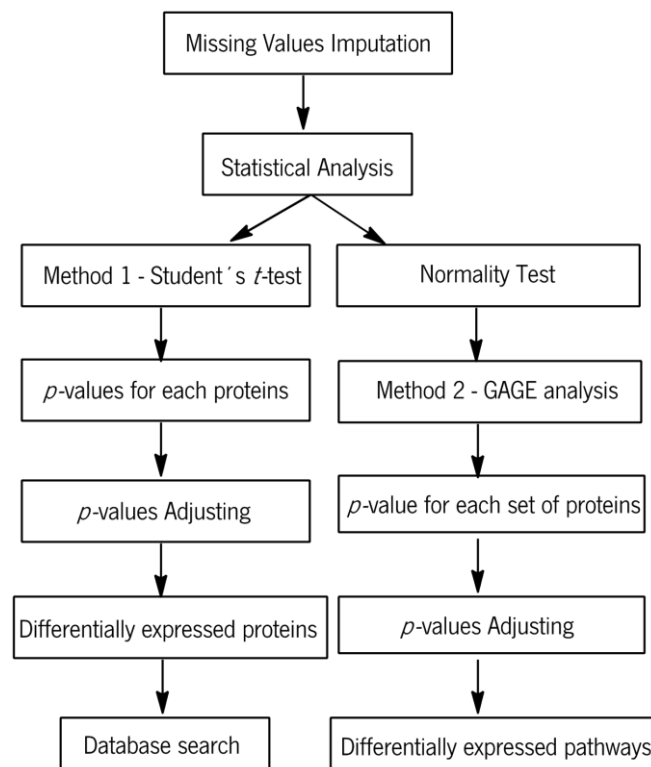 Missing Values Imputation
Statistical Analysis
Method 1 - Student´s t-test
Normality Test
p-values for each proteins
Method 2 - GAGE analysis
p-values Adjusting
p-value for each set of proteins
Differentially expressed proteins
p-values Adjusting
Database search
Differentially expressed pathways